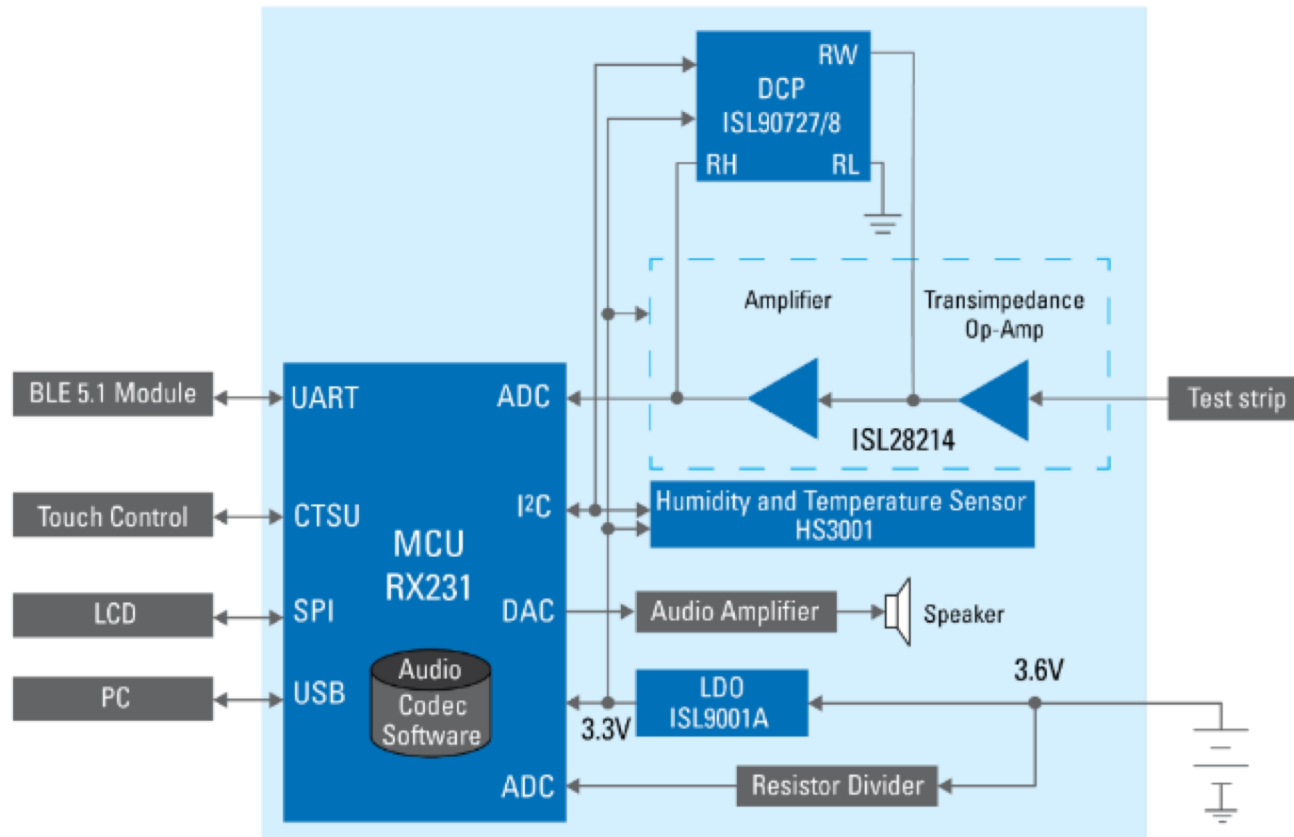 RW
DCP
ISL90727/8
RH
RL
Amplifier
Transimpedance
Op-Amp
BLE 5.1 Module
UART
ADC
ISL28214
Test strip
Touch Control
CTSU
I²C
Humidity and Temperature Sensor
HS3001
MCU
RX231
LCD
SPI
DAC
Audio Amplifier
Speaker
PC
USB
Audio
Codec
Software
3.3V
LDO
ISL9001A
3.6V
ADC
Resistor Divider